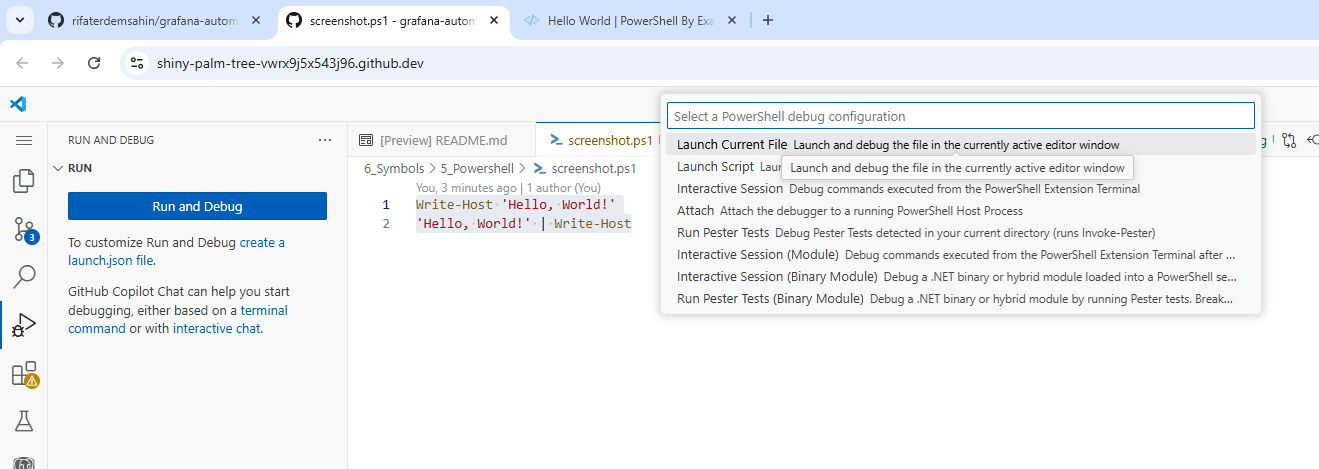 rifaterdemsahin/grafana-autom
screenshot.ps1 - grafana-autom
Hello World | PowerShell By Exa
shiny-palm-tree-vwrx9j5x543j96.github.dev
RUN AND DEBUG
RUN
Run and Debug
To customize Run and Debug create a
launch.json file.
GitHub Copilot Chat can help you start
debugging, either based on a terminal
command or with interactive chat.
3
[Preview] README.md
screenshot.ps1
6_Symbols > 5_Powershell > screenshot.ps1
You, 3 minutes ago | 1 author (You)
1 Write-Host 'Hello, World!'
2 'Hello, World!' | Write-Host
Select a PowerShell debug configuration
Launch Current File Launch and debug the file in the currently active editor window
Launch Script Laun
Launch and debug the file in the currently active editor window
Interactive Session Debug commands executed from the PowerShell Extension Terminal
Attach Attach the debugger to a running PowerShell Host Process
Run Pester Tests Debug Pester Tests detected in your current directory (runs Invoke-Pester)
Interactive Session (Module) Debug commands executed from the PowerShell Extension Terminal after ...
Interactive Session (Binary Module) Debug a .NET binary or hybrid module loaded into a PowerShell se...
Run Pester Tests (Binary Module) Debug a .NET binary or hybrid module by running Pester tests. Break...